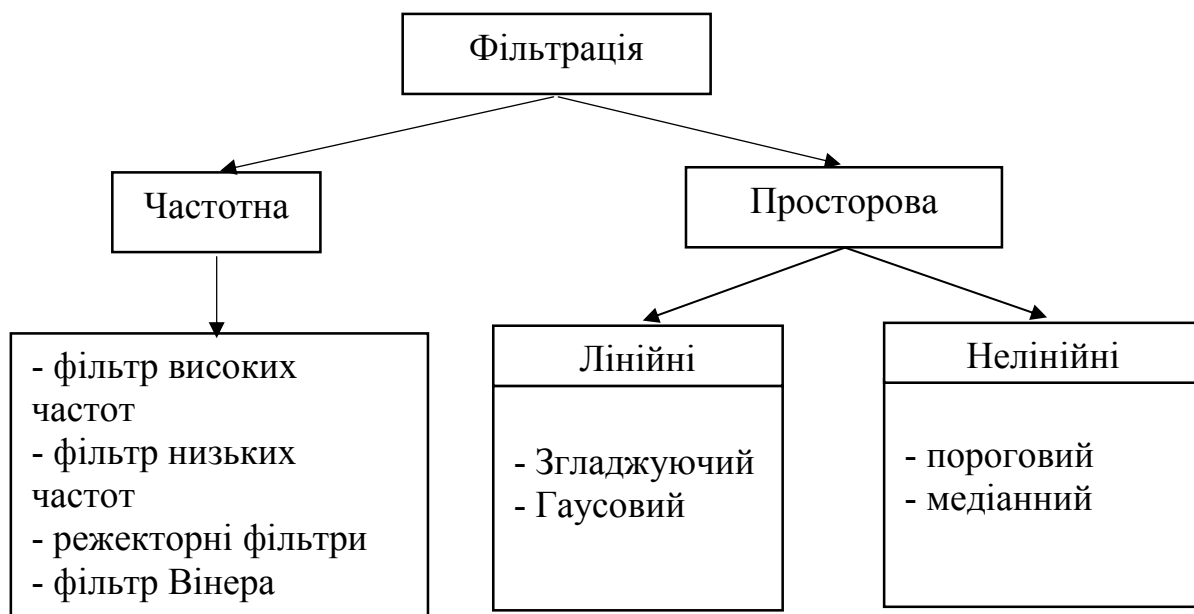 Фільтрація
Частотна
Просторова
- фільтр високих
частот
- фільтр низьких
частот
- режекторні фільтри
- фільтр Вінера
Лінійні
- Згладжуючий
- Гаусовий
Нелінійні
- пороговий
- медіанний